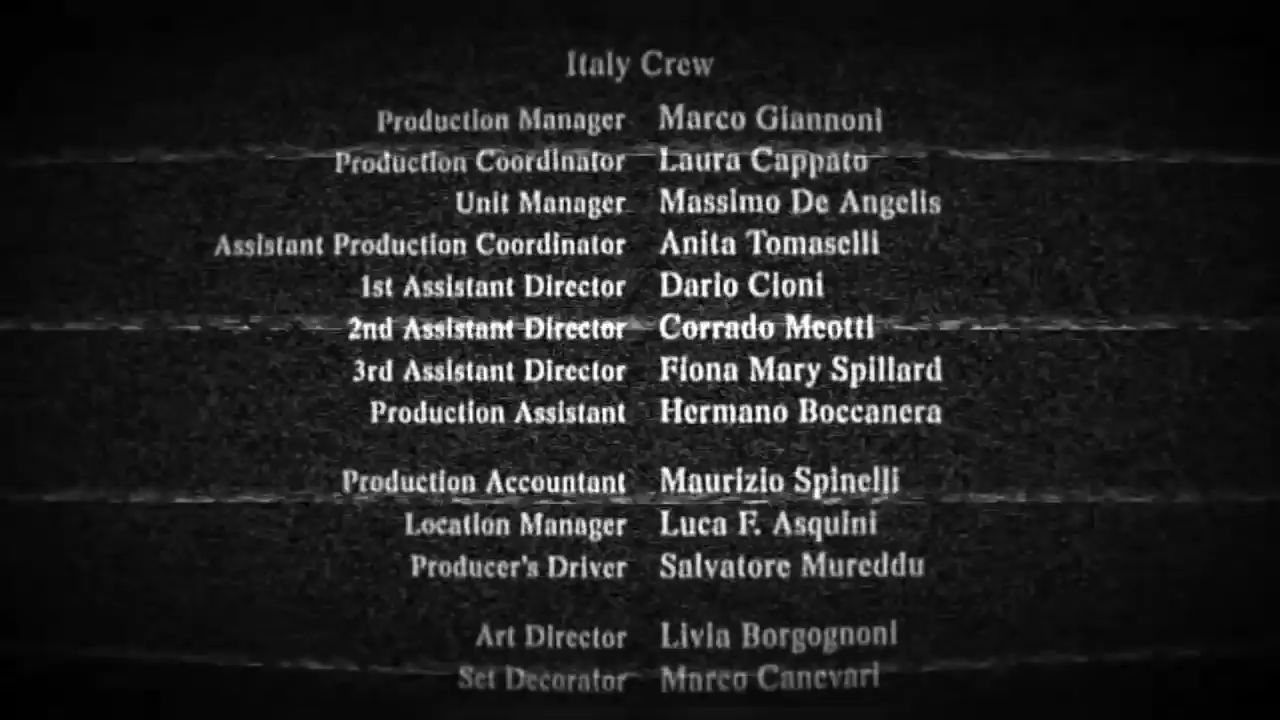 Italy Crew
Production Manager Marco Giannoni
Production Coordinator Laura Cappato
Unit Manager Massimo De Angelis
Assistant Production Coordinator Anita Tomaselli
1st Assistant Director Dario Cioni
2nd Assistant Director Corrado Meotti
3rd Assistant Director Fiona Mary Spillard
Production Assistant Hermano Boccanera
Production Accountant Maurizio Spinelli
Location Manager Luca F. Asquini
Producer's Driver Salvatore Mureddu
Art Director Livia Borgognoni
Set Decorator Marco Canevari